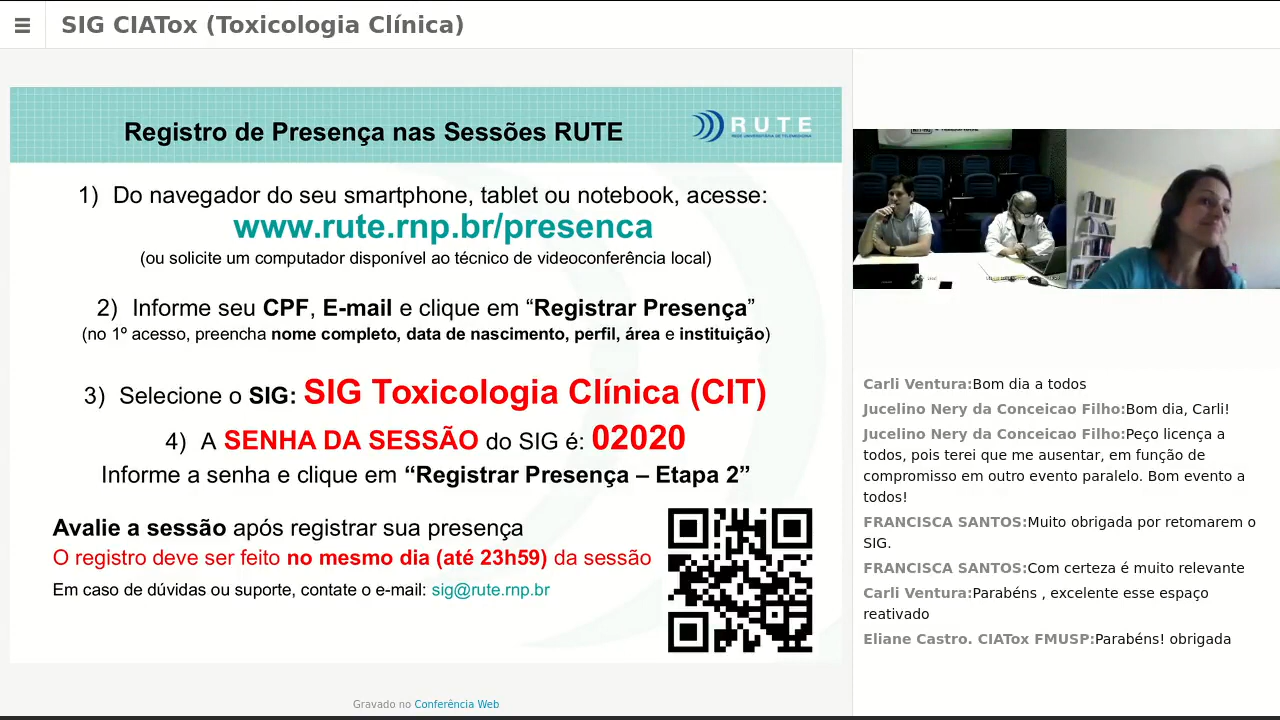 SIG CIATox (Toxicologia Clínica)
Registro de Presença nas Sessões RUTE
RUTE
1) Do navegador do seu smartphone, tablet ou notebook, acesse:
www.rute.rnp.br/presenca
(ou solicite um computador disponível ao técnico de videoconferência local)
2) Informe seu CPF, E-mail e clique em “Registrar Presença”
(no 1º acesso, preencha nome completo, data de nascimento, perfil, área e instituição)
3) Selecione o SIG: SIG Toxicologia Clínica (CIT)
4) A SENHA DA SESSÃO do SIG é: 02020
Informe a senha e clique em “Registrar Presença – Etapa 2”
Avalie a sessão após registrar sua presença
O registro deve ser feito no mesmo dia (até 23h59) da sessão
Em caso de dúvidas ou suporte, contate o e-mail: sig@rute.rnp.br
Gravado no Conferência Web
Carli Ventura:Bom dia a todos
Jucelino Nery da Conceicao Filho:Bom dia, Carli!
Jucelino Nery da Conceicao Filho:Peço licença a
todos, pois terei que me ausentar, em função de
compromisso em outro evento paralelo. Bom evento a
todos!
FRANCISCA SANTOS:Muito obrigada por retomarem o
SIG.
FRANCISCA SANTOS:Com certeza é muito relevante
Carli Ventura:Parabéns , excelente esse espaço
reativado
Eliane Castro. CIATox FMUSP:Parabéns! obrigada